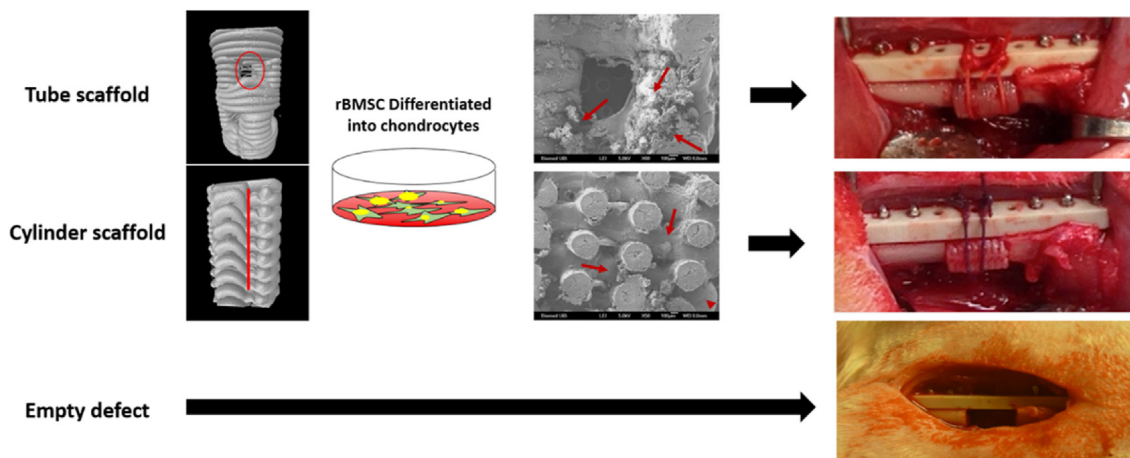 Tube scaffold
rBMSC Differentiated
into chondrocytes
Cylinder scaffold
Empty defect